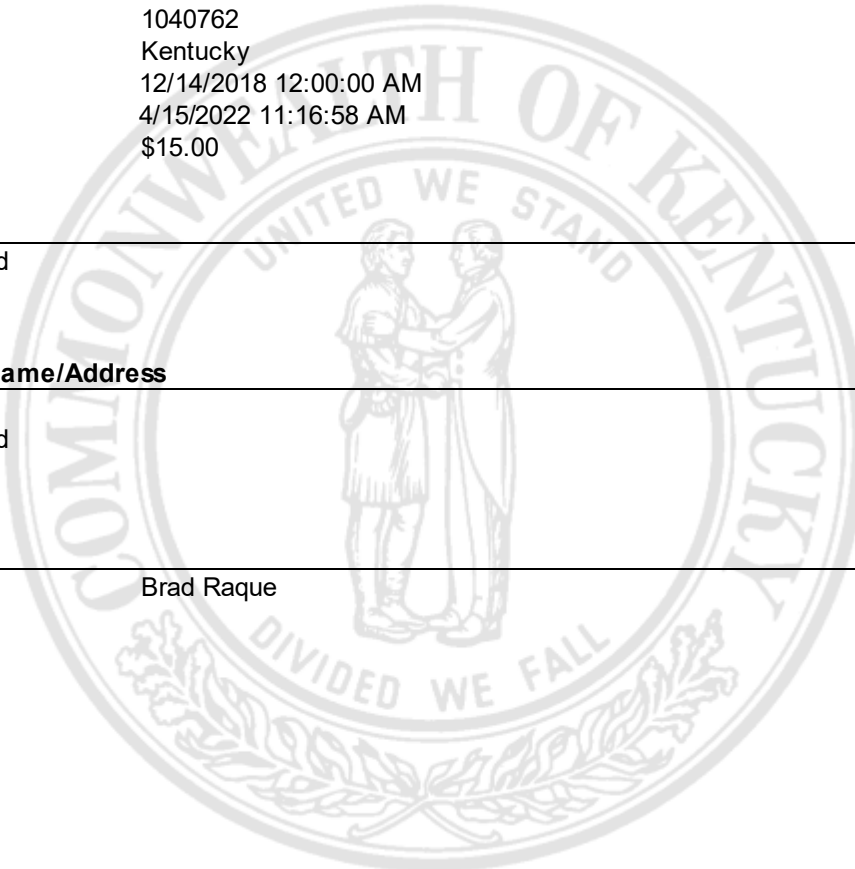 1040762
Kentucky
12/14/2018 12:00:00 AM
4/15/2022 11:16:58 AM
$15.00
COMMONWEALTH OF KENTUCKY
UNITED WE STAND
d
ame/Address
d
Brad Raque
DIVIDED WE FALL